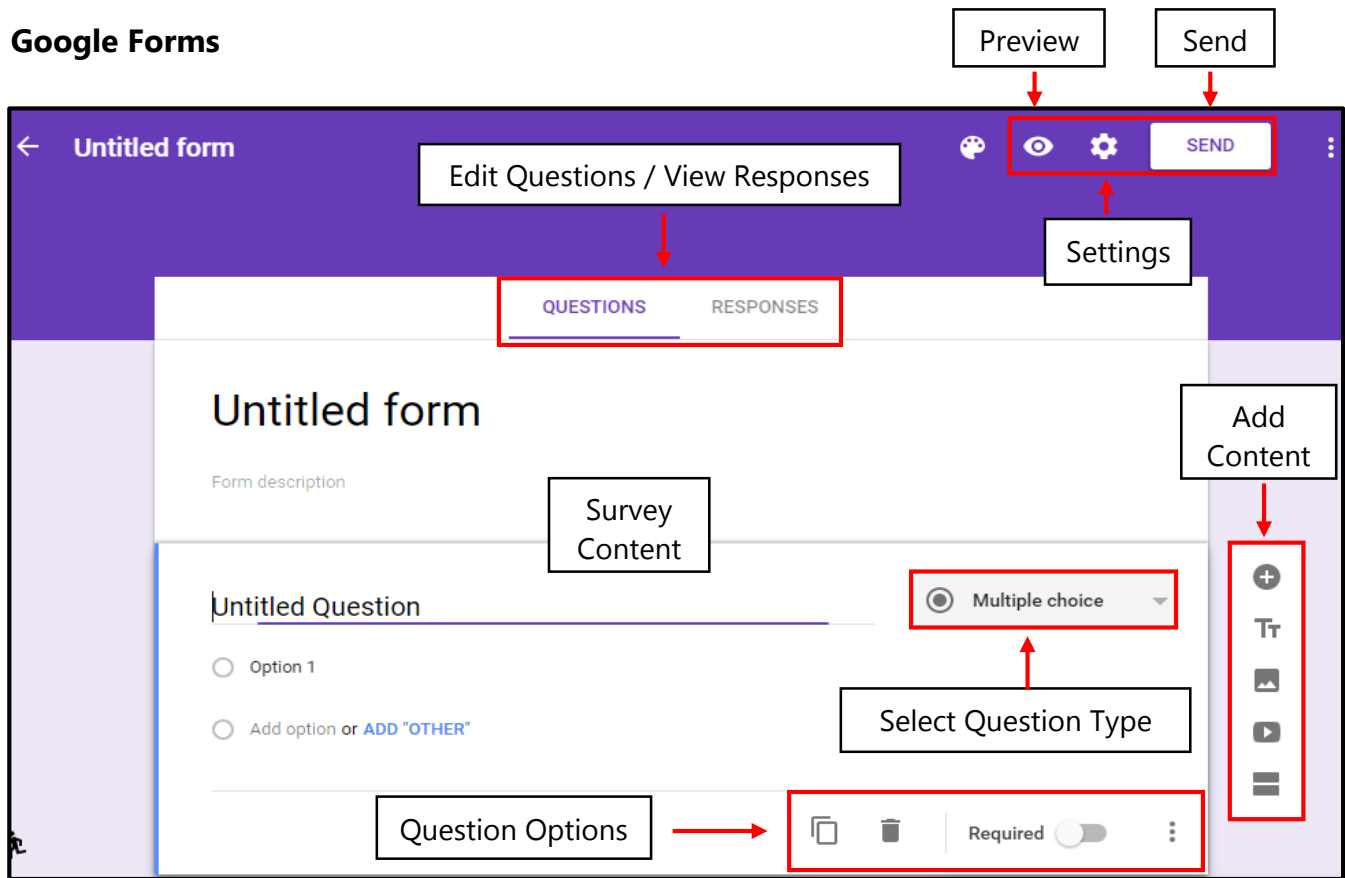 Google Forms
Preview
Send
Untitled form
SEND
Edit Questions / View Responses
Settings
QUESTIONS
RESPONSES
Untitled form
Add
Content
Form description
Survey
Content
Untitled Question
Multiple choice
Option 1
Add option or ADD "OTHER"
Select Question Type
Question Options
Required